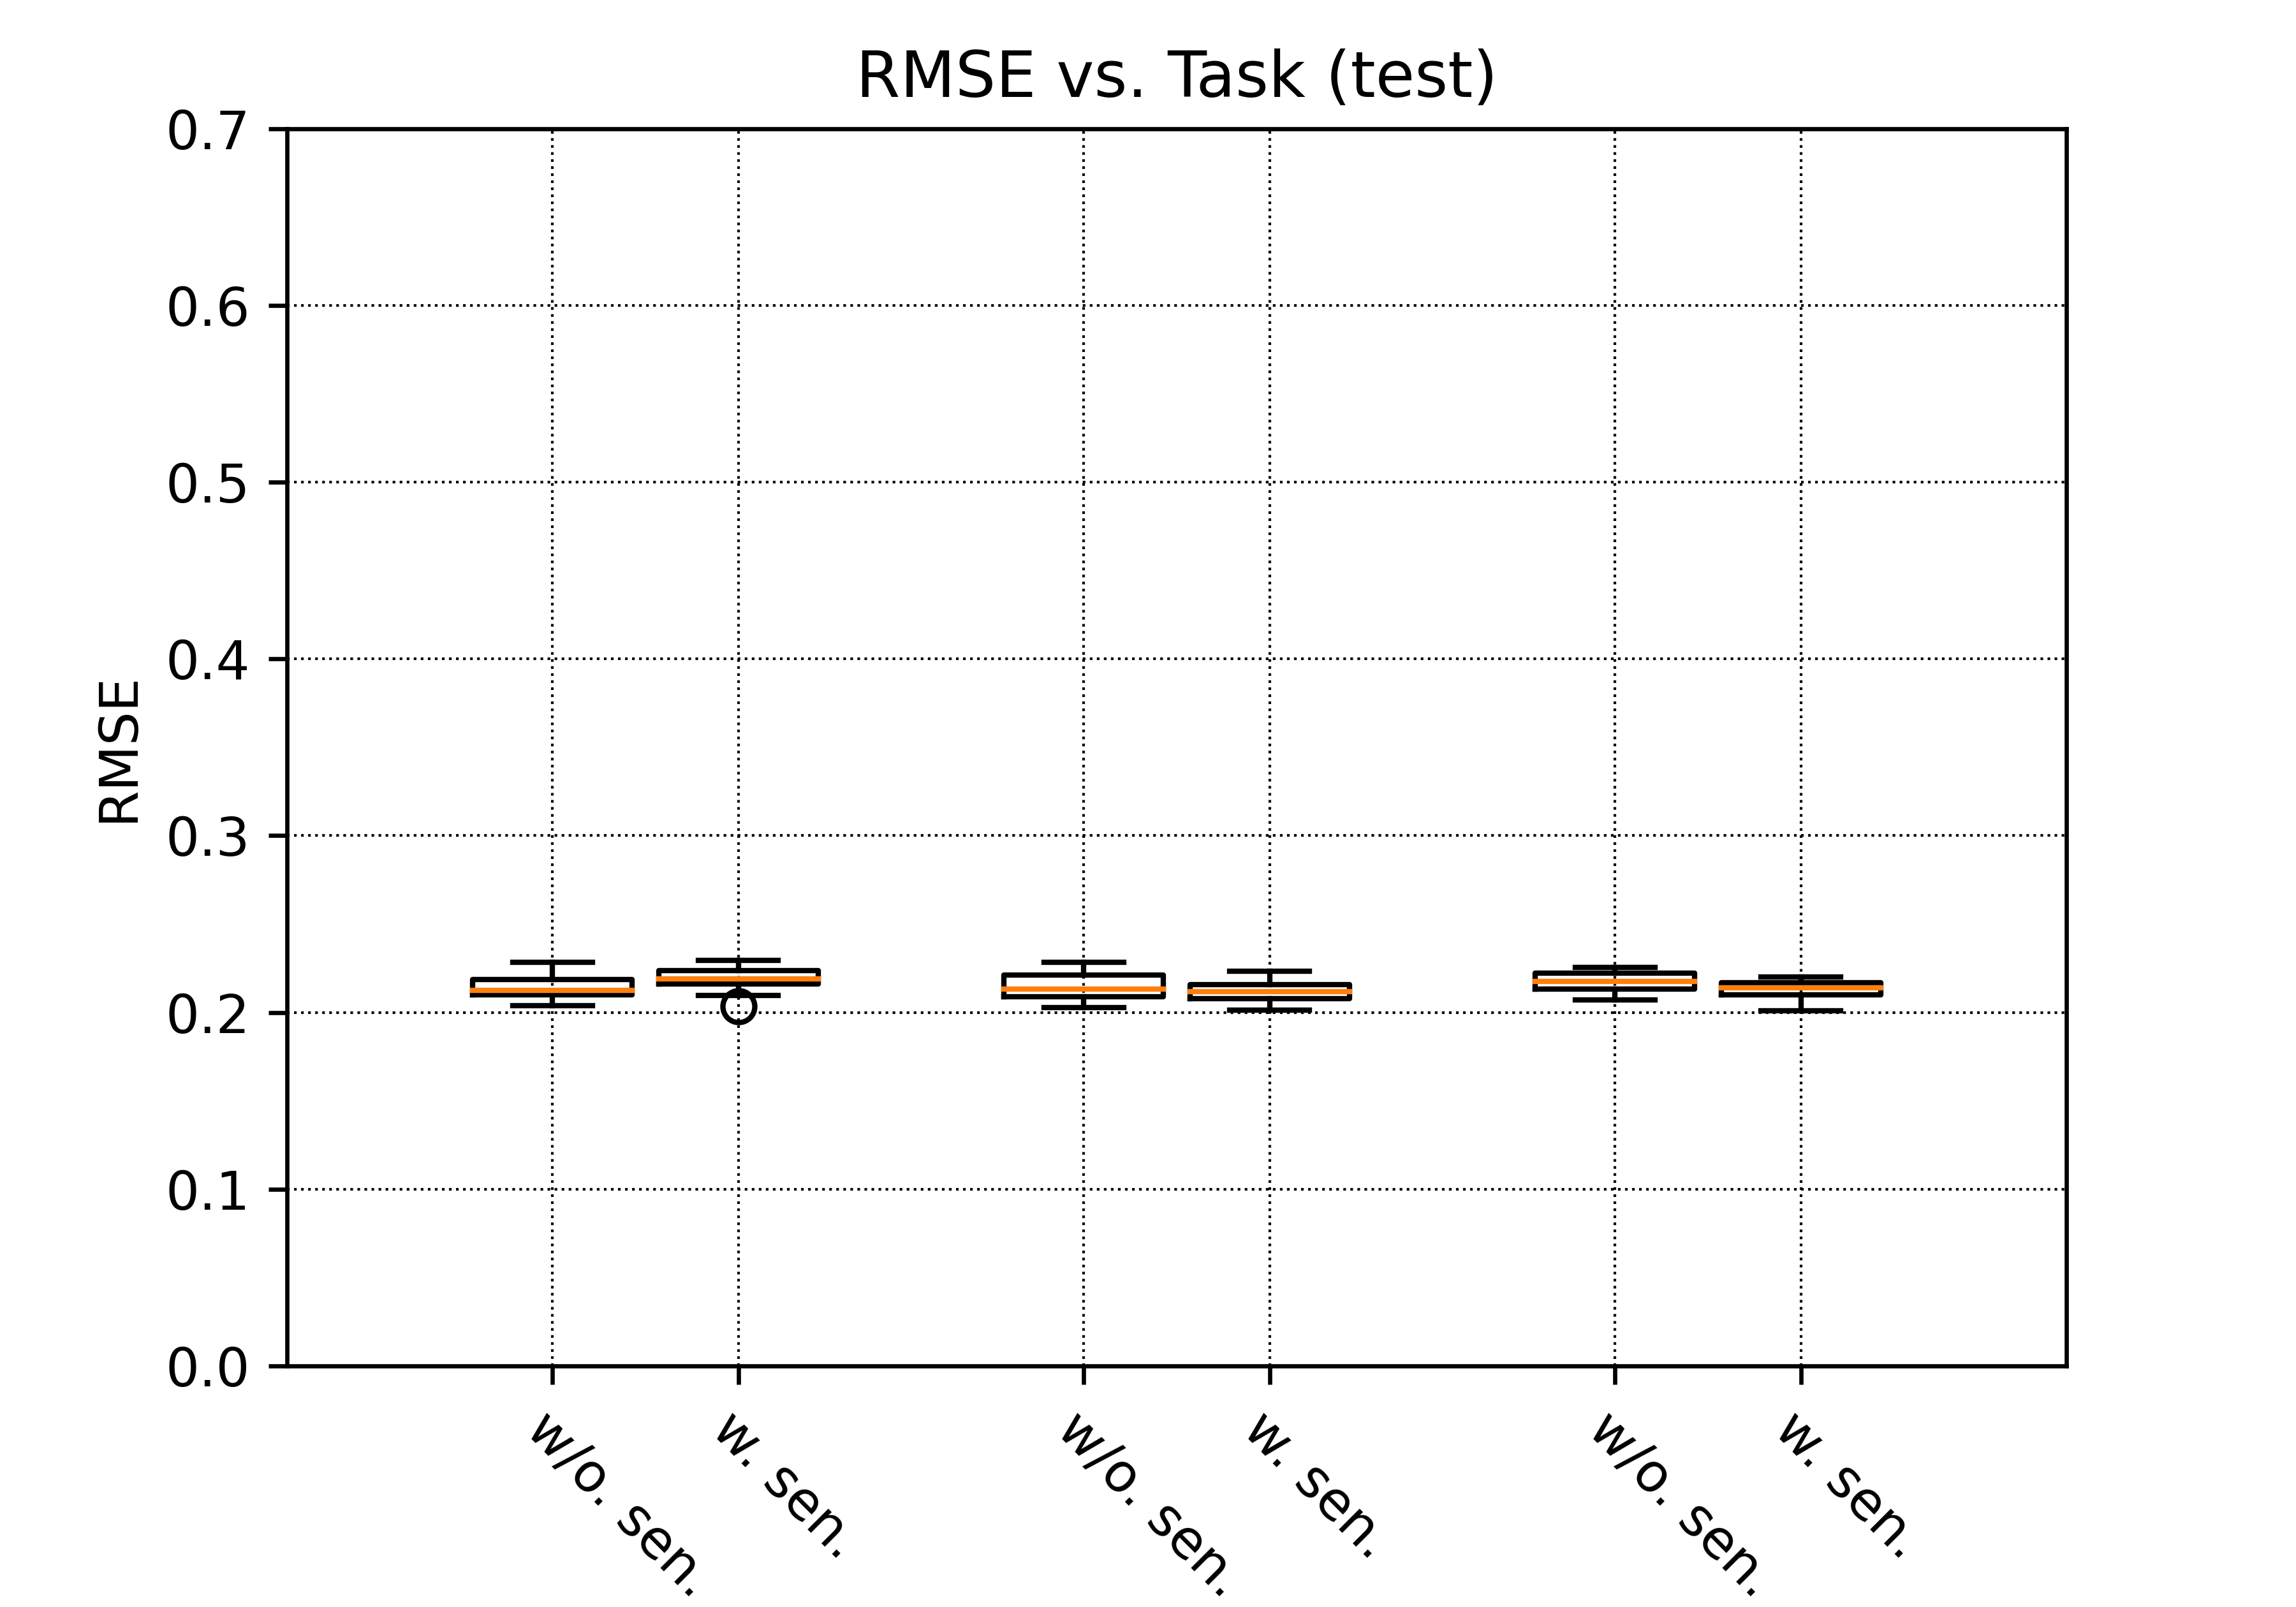 RMSE vs. Task (test)
RMSE
0.7
0.6
0.5
0.4
0.3
0.2
0.1
0.0
w/o. sen.
w. sen.
w/o. sen.
w. sen.
w/o. sen.
w. sen.